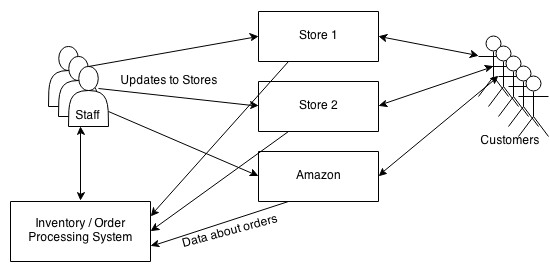 Store 1
Updates to Stores
Staff
Store 2
Customers
Amazon
Inventory / Order
Processing System
Data about orders